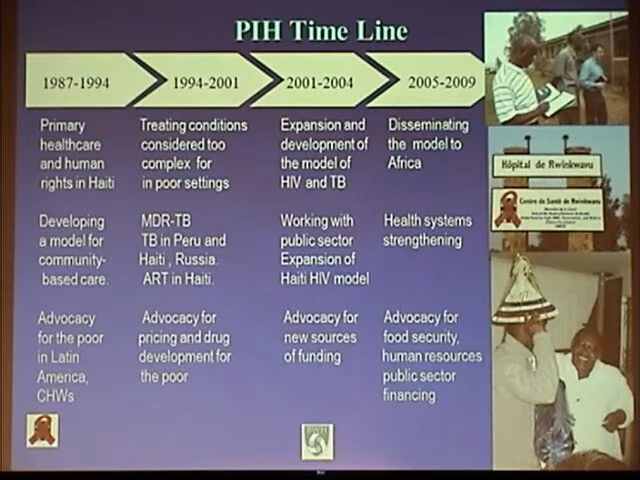 PIH Time Line
1987-1994
1994-2001
2001-2004
2005-2009
Primary
healthcare
and human
rights in Haiti
Treating conditions
considered too
complex for
in poor settings
Expansion and
development of
the model of
HIV and TB
Disseminating
the model to
Africa
Developing
a model for
community-
based care.
MDR-TB
TB in Peru and
Haiti , Russia.
ART in Haiti.
Working with
public sector
Expansion of
Haiti HIV model
Health systems
strengthening
Advocacy
for the poor
in Latin
America,
CHWs
Advocacy for
pricing and drug
development for
the poor
Advocacy for
new sources
of funding
Advocacy for
food security,
human resources
public sector
financing
Hôpital de Rwinkwavu
Centre de Santé de Rwinkwavu